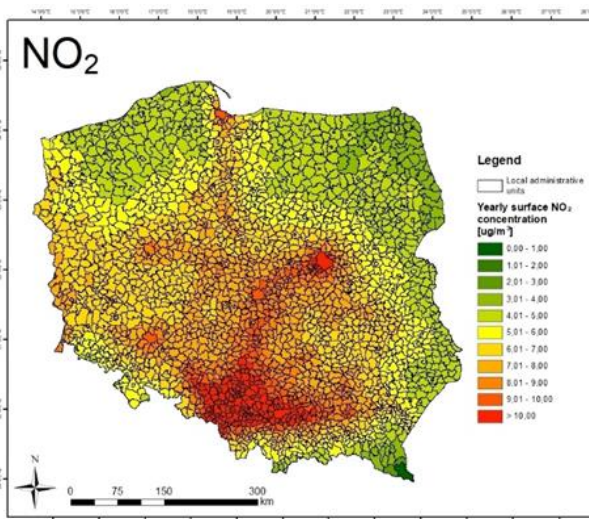 NO₂
Legend
Local administrative
units
Yearly surface NO₂
concentration
[ug/m³]
0,00 - 1,00
1,01 - 2,00
2,01 - 3,00
3,01 - 4,00
4,01 - 5,00
5,01 - 6,00
6,01 - 7,00
7,01 - 8,00
8,01 - 9,00
9,01 - 10,00
> 10,00
N
0 75 150 300
km